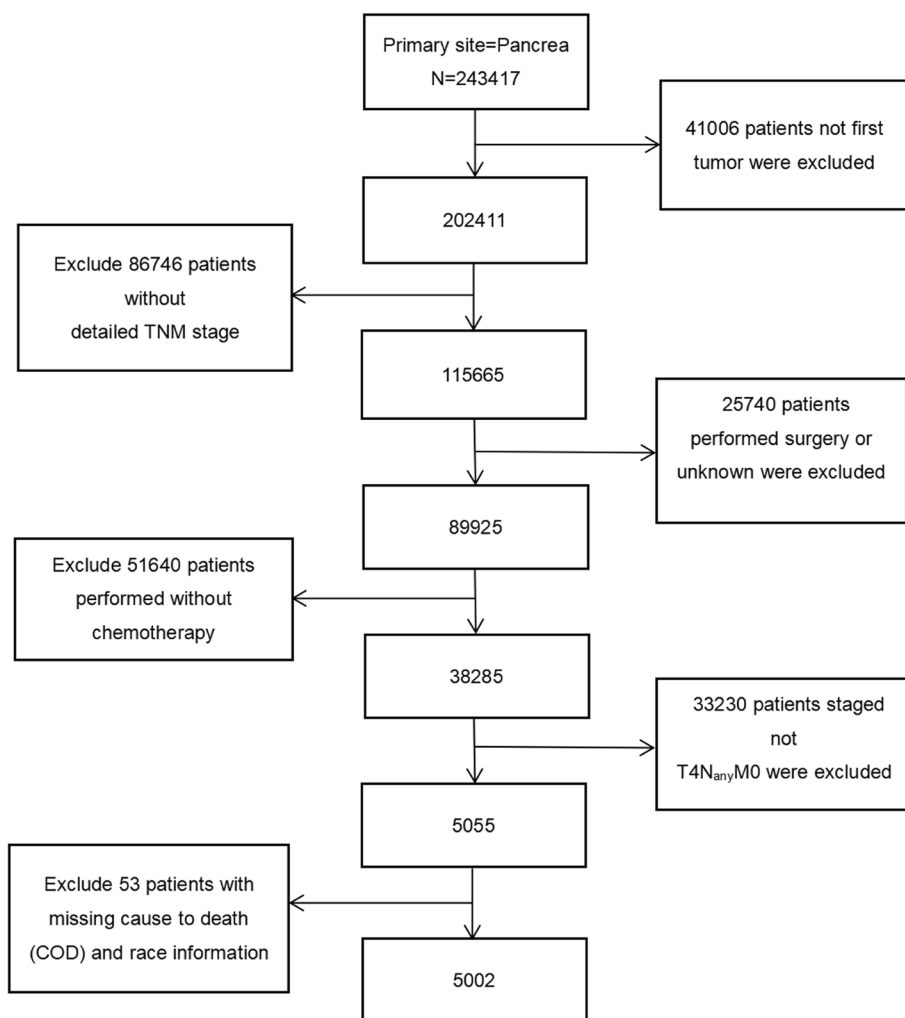 Primary site=Pancrea
N=243417
41006 patients not first
tumor were excluded
202411
Exclude 86746 patients
without
detailed TNM stage
115665
25740 patients
performed surgery or
unknown were excluded
89925
Exclude 51640 patients
performed without
chemotherapy
38285
33230 patients staged
not
T4NanyM0 were excluded
5055
Exclude 53 patients with
missing cause to death
(COD) and race information
5002